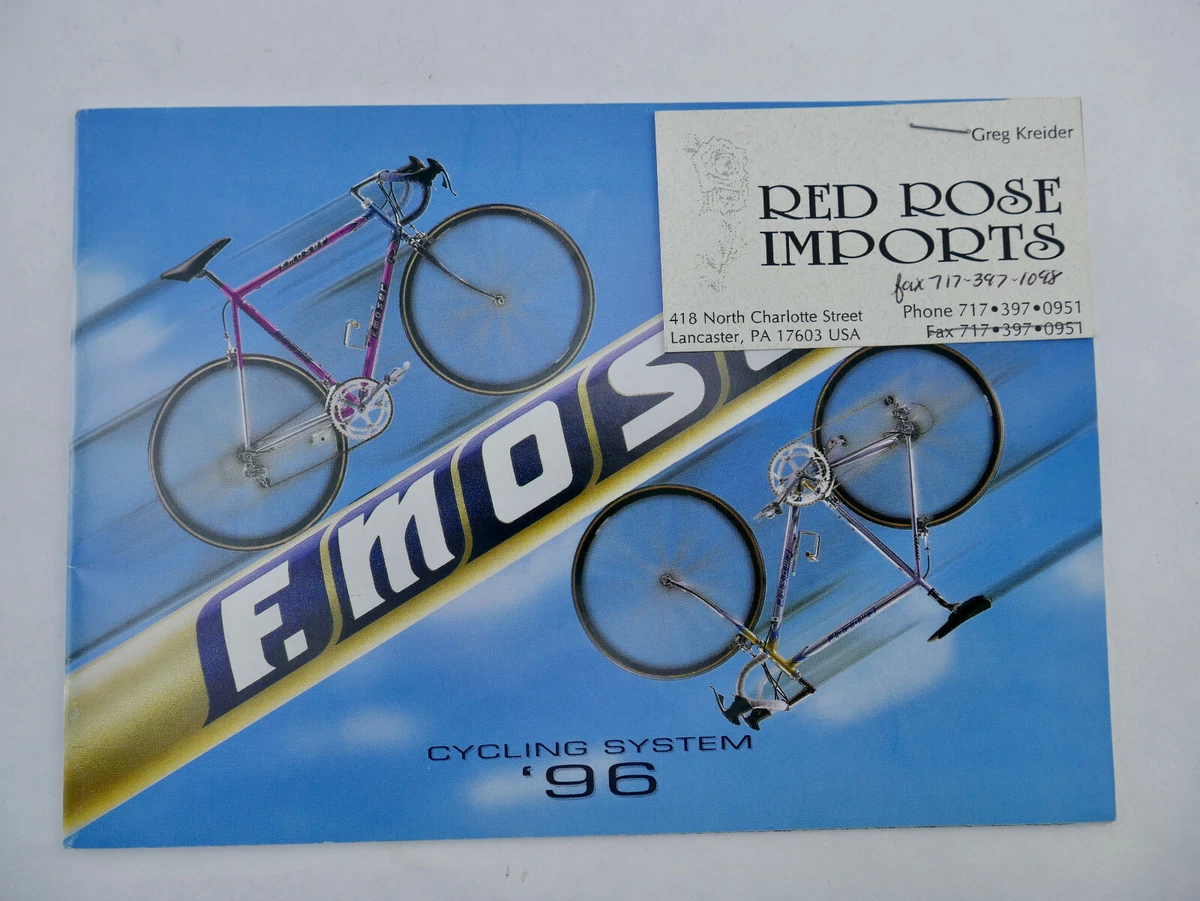 Greg Kreider
RED ROSE
IMPORTS
fax 717-397-1098
418 North Charlotte Street
Lancaster, PA 17603 USA
Phone 717•397•0951
Fax 717•397•0951
F.MOS
CYCLING SYSTEM
'96